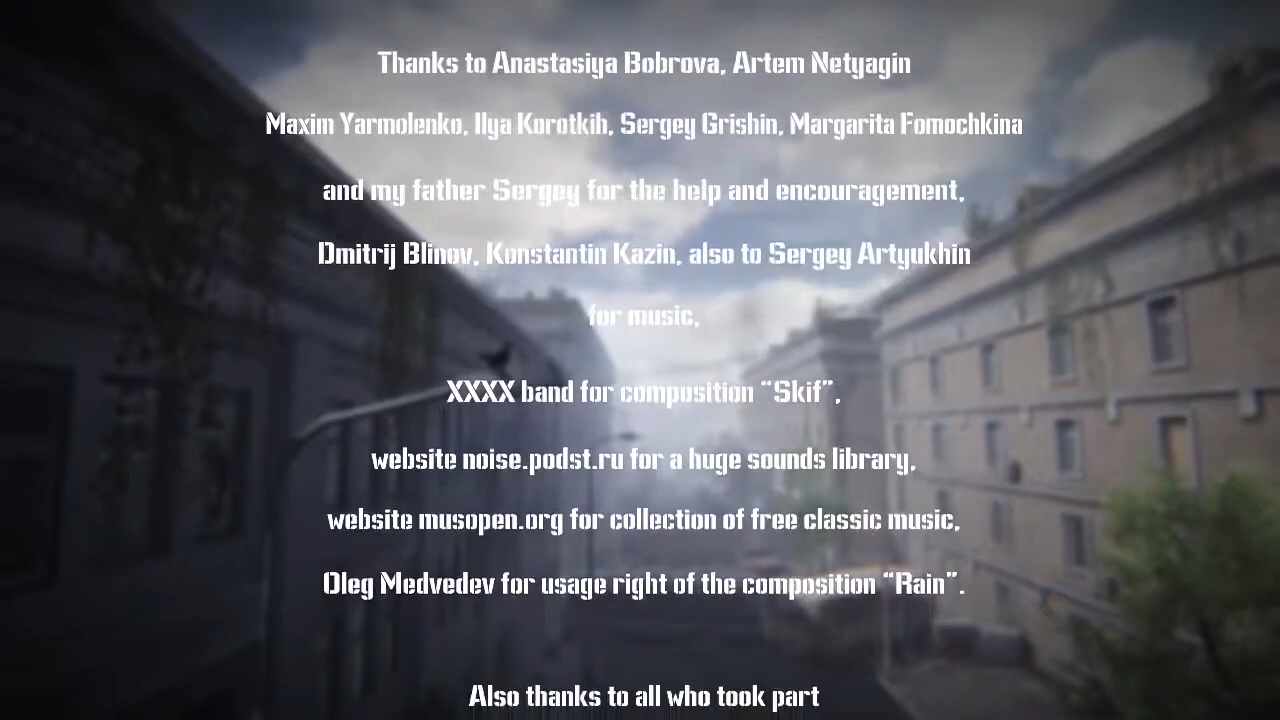 Thanks to Anastasiya Bobrova, Artem Netyagin
Maxim Yarmolenko, Ilya Korotkih, Sergey Grishin, Margarita Fomochkina
and my father Sergey for the help and encouragement,
Dmitrij Blinov, Konstantin Kazin, also to Sergey Artyukhin
for music,
XXXX band for composition “Skif”,
website noise.podst.ru for a huge sounds library,
website musopen.org for collection of free classic music,
Oleg Medvedev for usage right of the composition “Rain”.
Also thanks to all who took part